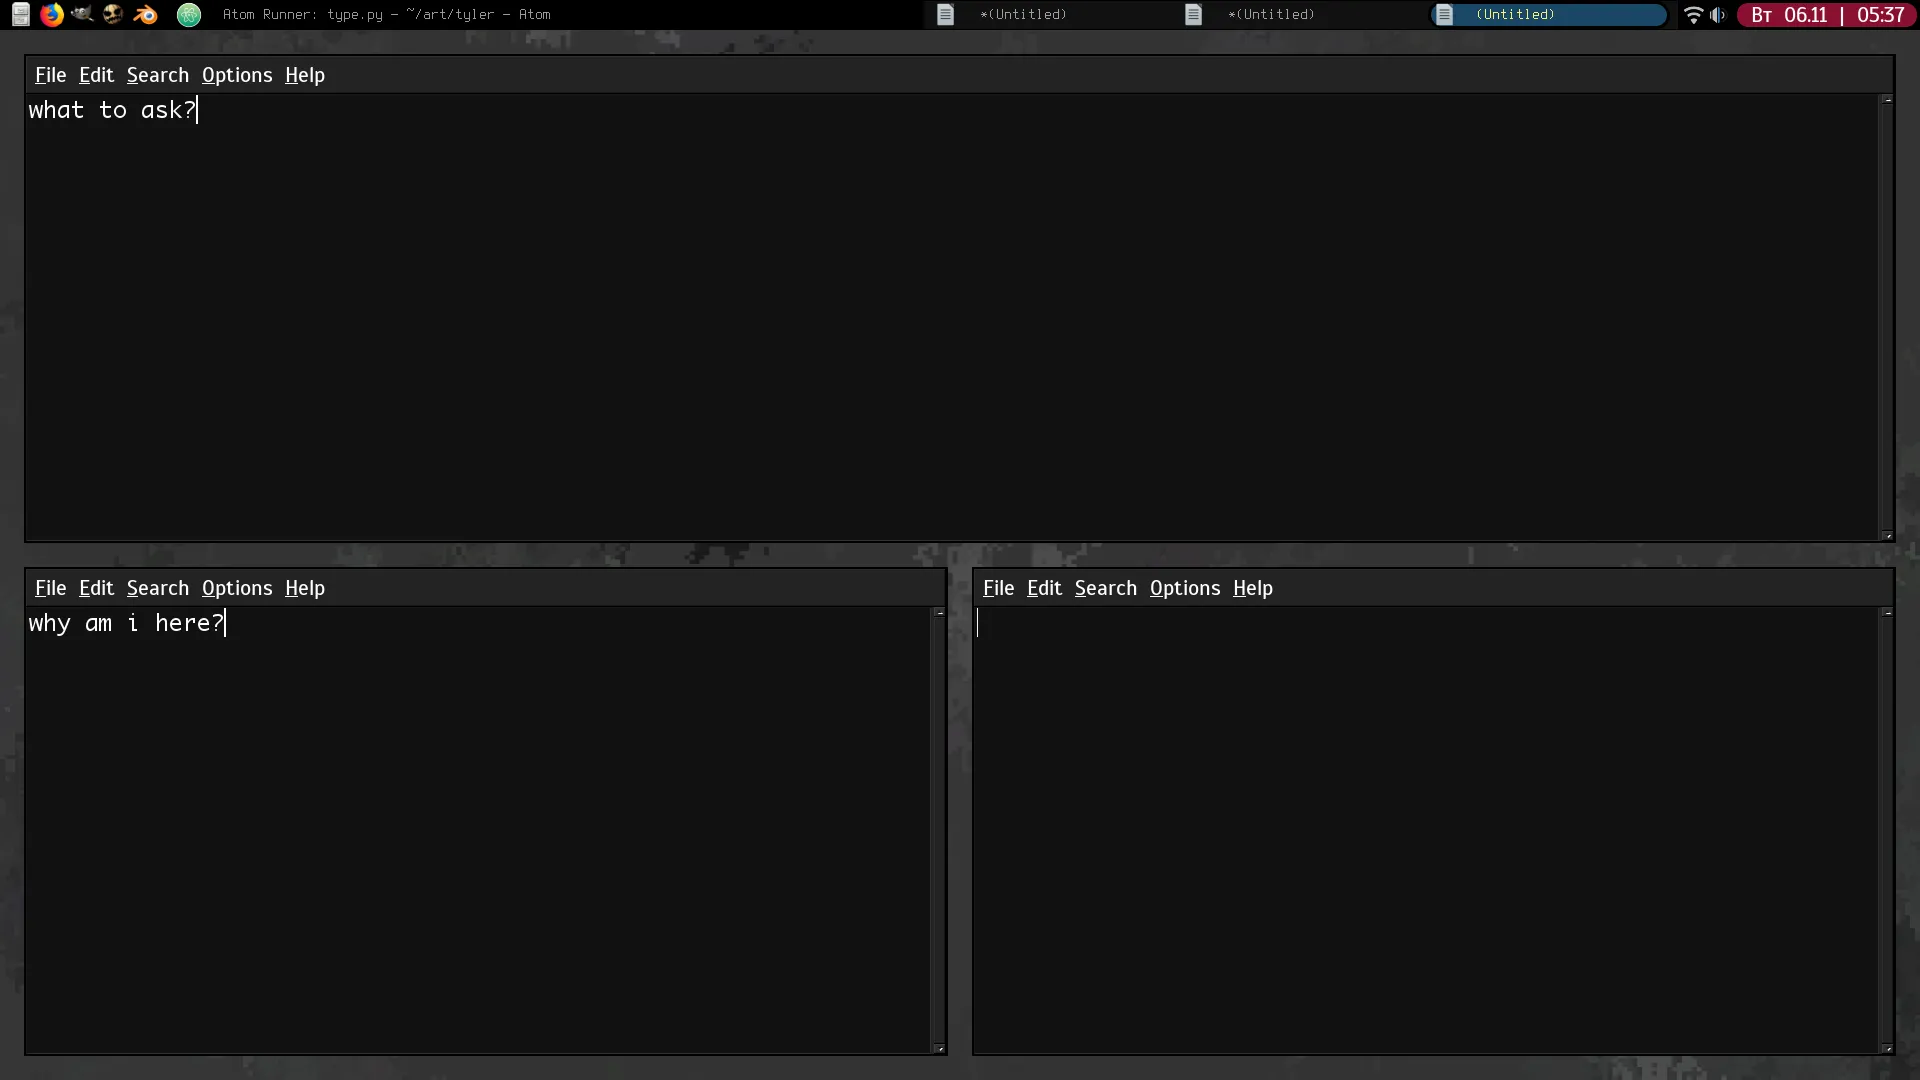 Atom Runner: type.py – ~/art/tyler – Atom *(Untitled) *(Untitled) (Untitled) Вт 06.11 | 05:37
File Edit Search Options Help
what to ask?
File Edit Search Options Help
why am i here?
File Edit Search Options Help